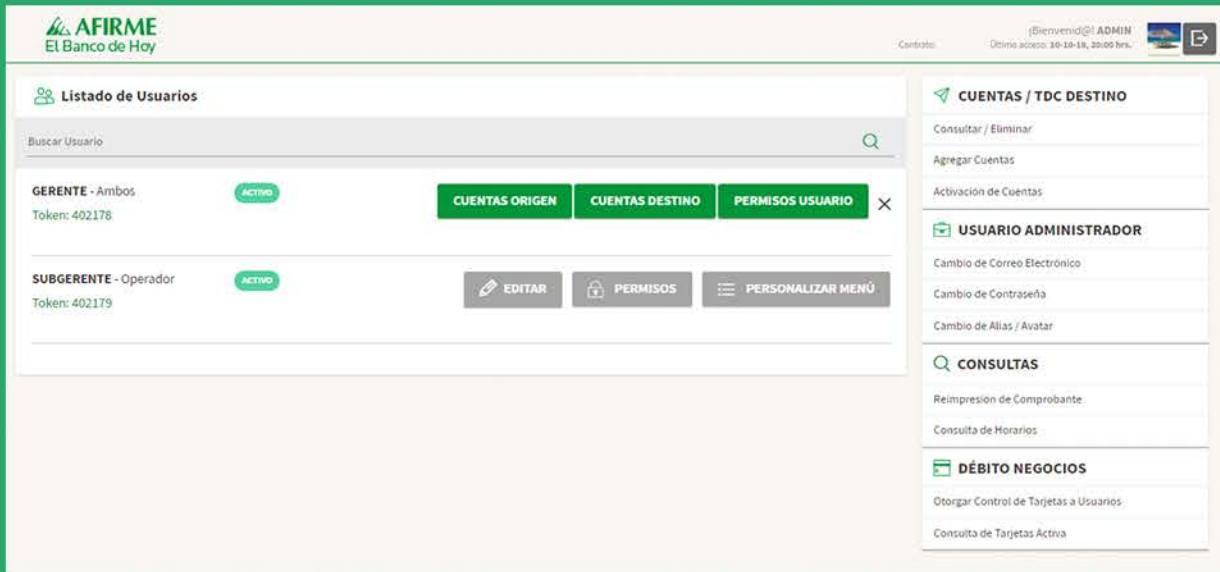 AFIRME
El Banco de Hoy
¡Bienvenid@! ADMIN
Contrato:
Último acceso: 10-10-18, 20:00 hrs.
Listado de Usuarios
Buscar Usuario
GERENTE - Ambos
ACTIVO
CUENTAS ORIGEN
CUENTAS DESTINO
PERMISOS USUARIO
Token: 402178
SUBGERENTE - Operador
ACTIVO
EDITAR
PERMISOS
PERSONALIZAR MENÚ
Token: 402179
CUENTAS / TDC DESTINO
Consultar / Eliminar
Agregar Cuentas
Activación de Cuentas
USUARIO ADMINISTRADOR
Cambio de Correo Electrónico
Cambio de Contraseña
Cambio de Alias / Avatar
CONSULTAS
Reimpresión de Comprobante
Consulta de Horarios
DÉBITO NEGOCIOS
Otorgar Control de Tarjetas a Usuarios
Consulta de Tarjetas Activa